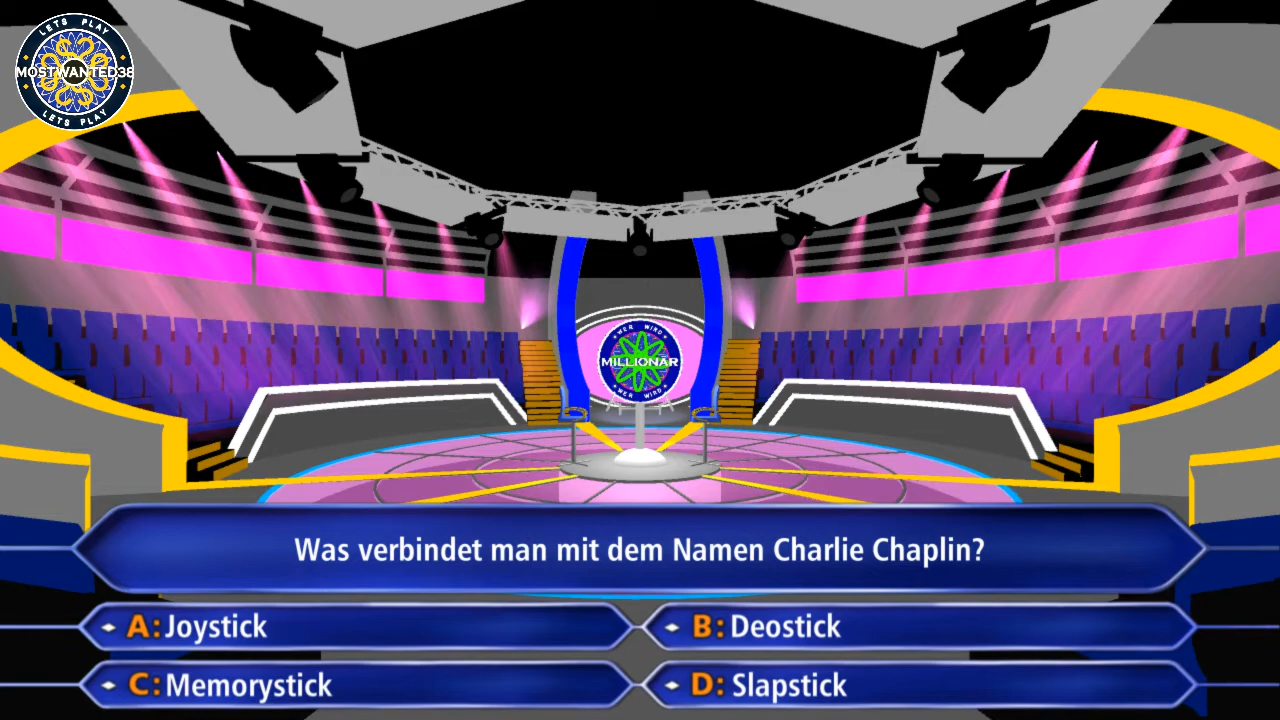 LETS PLAY
MOSTWANTED38
LETS PLAY
WER WIRD
MILLIONÄR
WER WIRD
Was verbindet man mit dem Namen Charlie Chaplin?
A: Joystick
B: Deostick
C: Memorystick
D: Slapstick